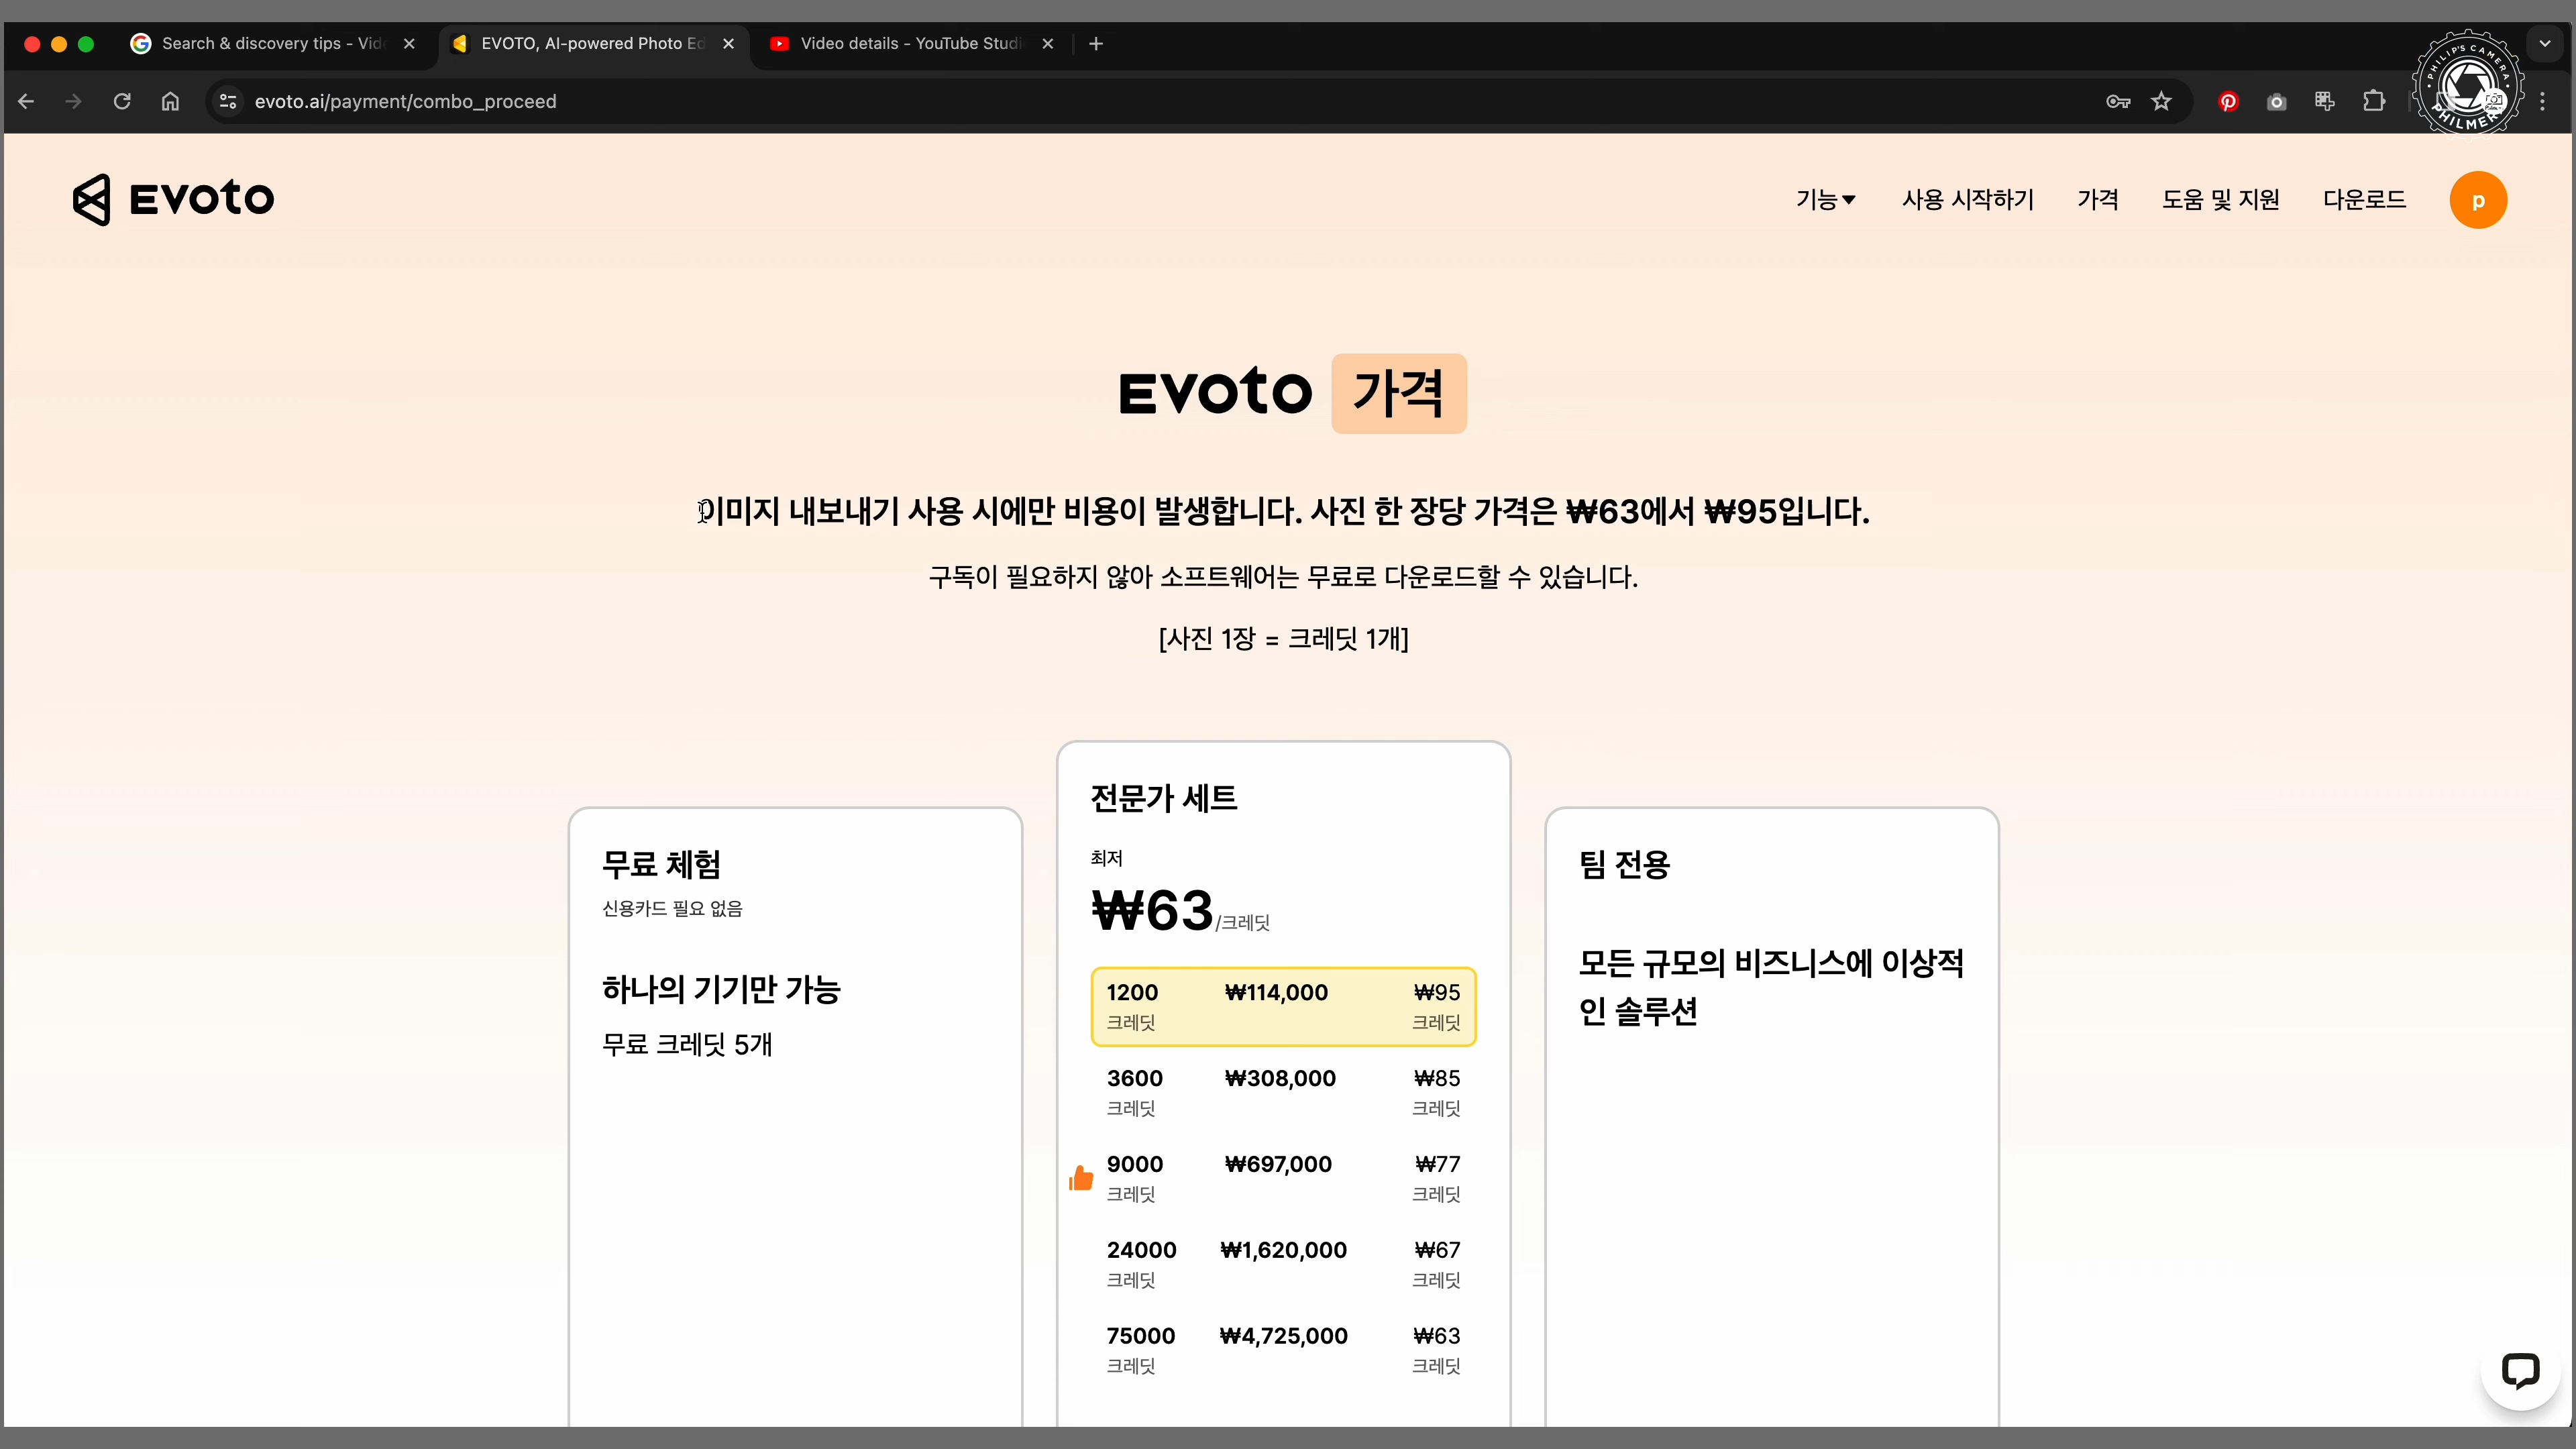 Search & discovery tips - Vid
EVOTO, AI-powered Photo Ed
Video details - YouTube Studi
evoto.ai/payment/combo_proceed
PHILIP'S CAMERA
PHILMER
EVOTO
기능
사용 시작하기
가격
도움 및 지원
다운로드
p
EVOTO 가격
이미지 내보내기 사용 시에만 비용이 발생합니다. 사진 한 장당 가격은 ₩63에서 ₩95입니다.
구독이 필요하지 않아 소프트웨어는 무료로 다운로드할 수 있습니다.
[사진 1장 = 크레딧 1개]
무료 체험
신용카드 필요 없음
하나의 기기만 가능
무료 크레딧 5개
전문가 세트
최저
₩63/크레딧
1200 ₩114,000 ₩95
크레딧 크레딧
3600 ₩308,000 ₩85
크레딧 크레딧
9000 ₩697,000 ₩77
크레딧 크레딧
24000 ₩1,620,000 ₩67
크레딧 크레딧
75000 ₩4,725,000 ₩63
크레딧 크레딧
팀 전용
모든 규모의 비즈니스에 이상적
인 솔루션